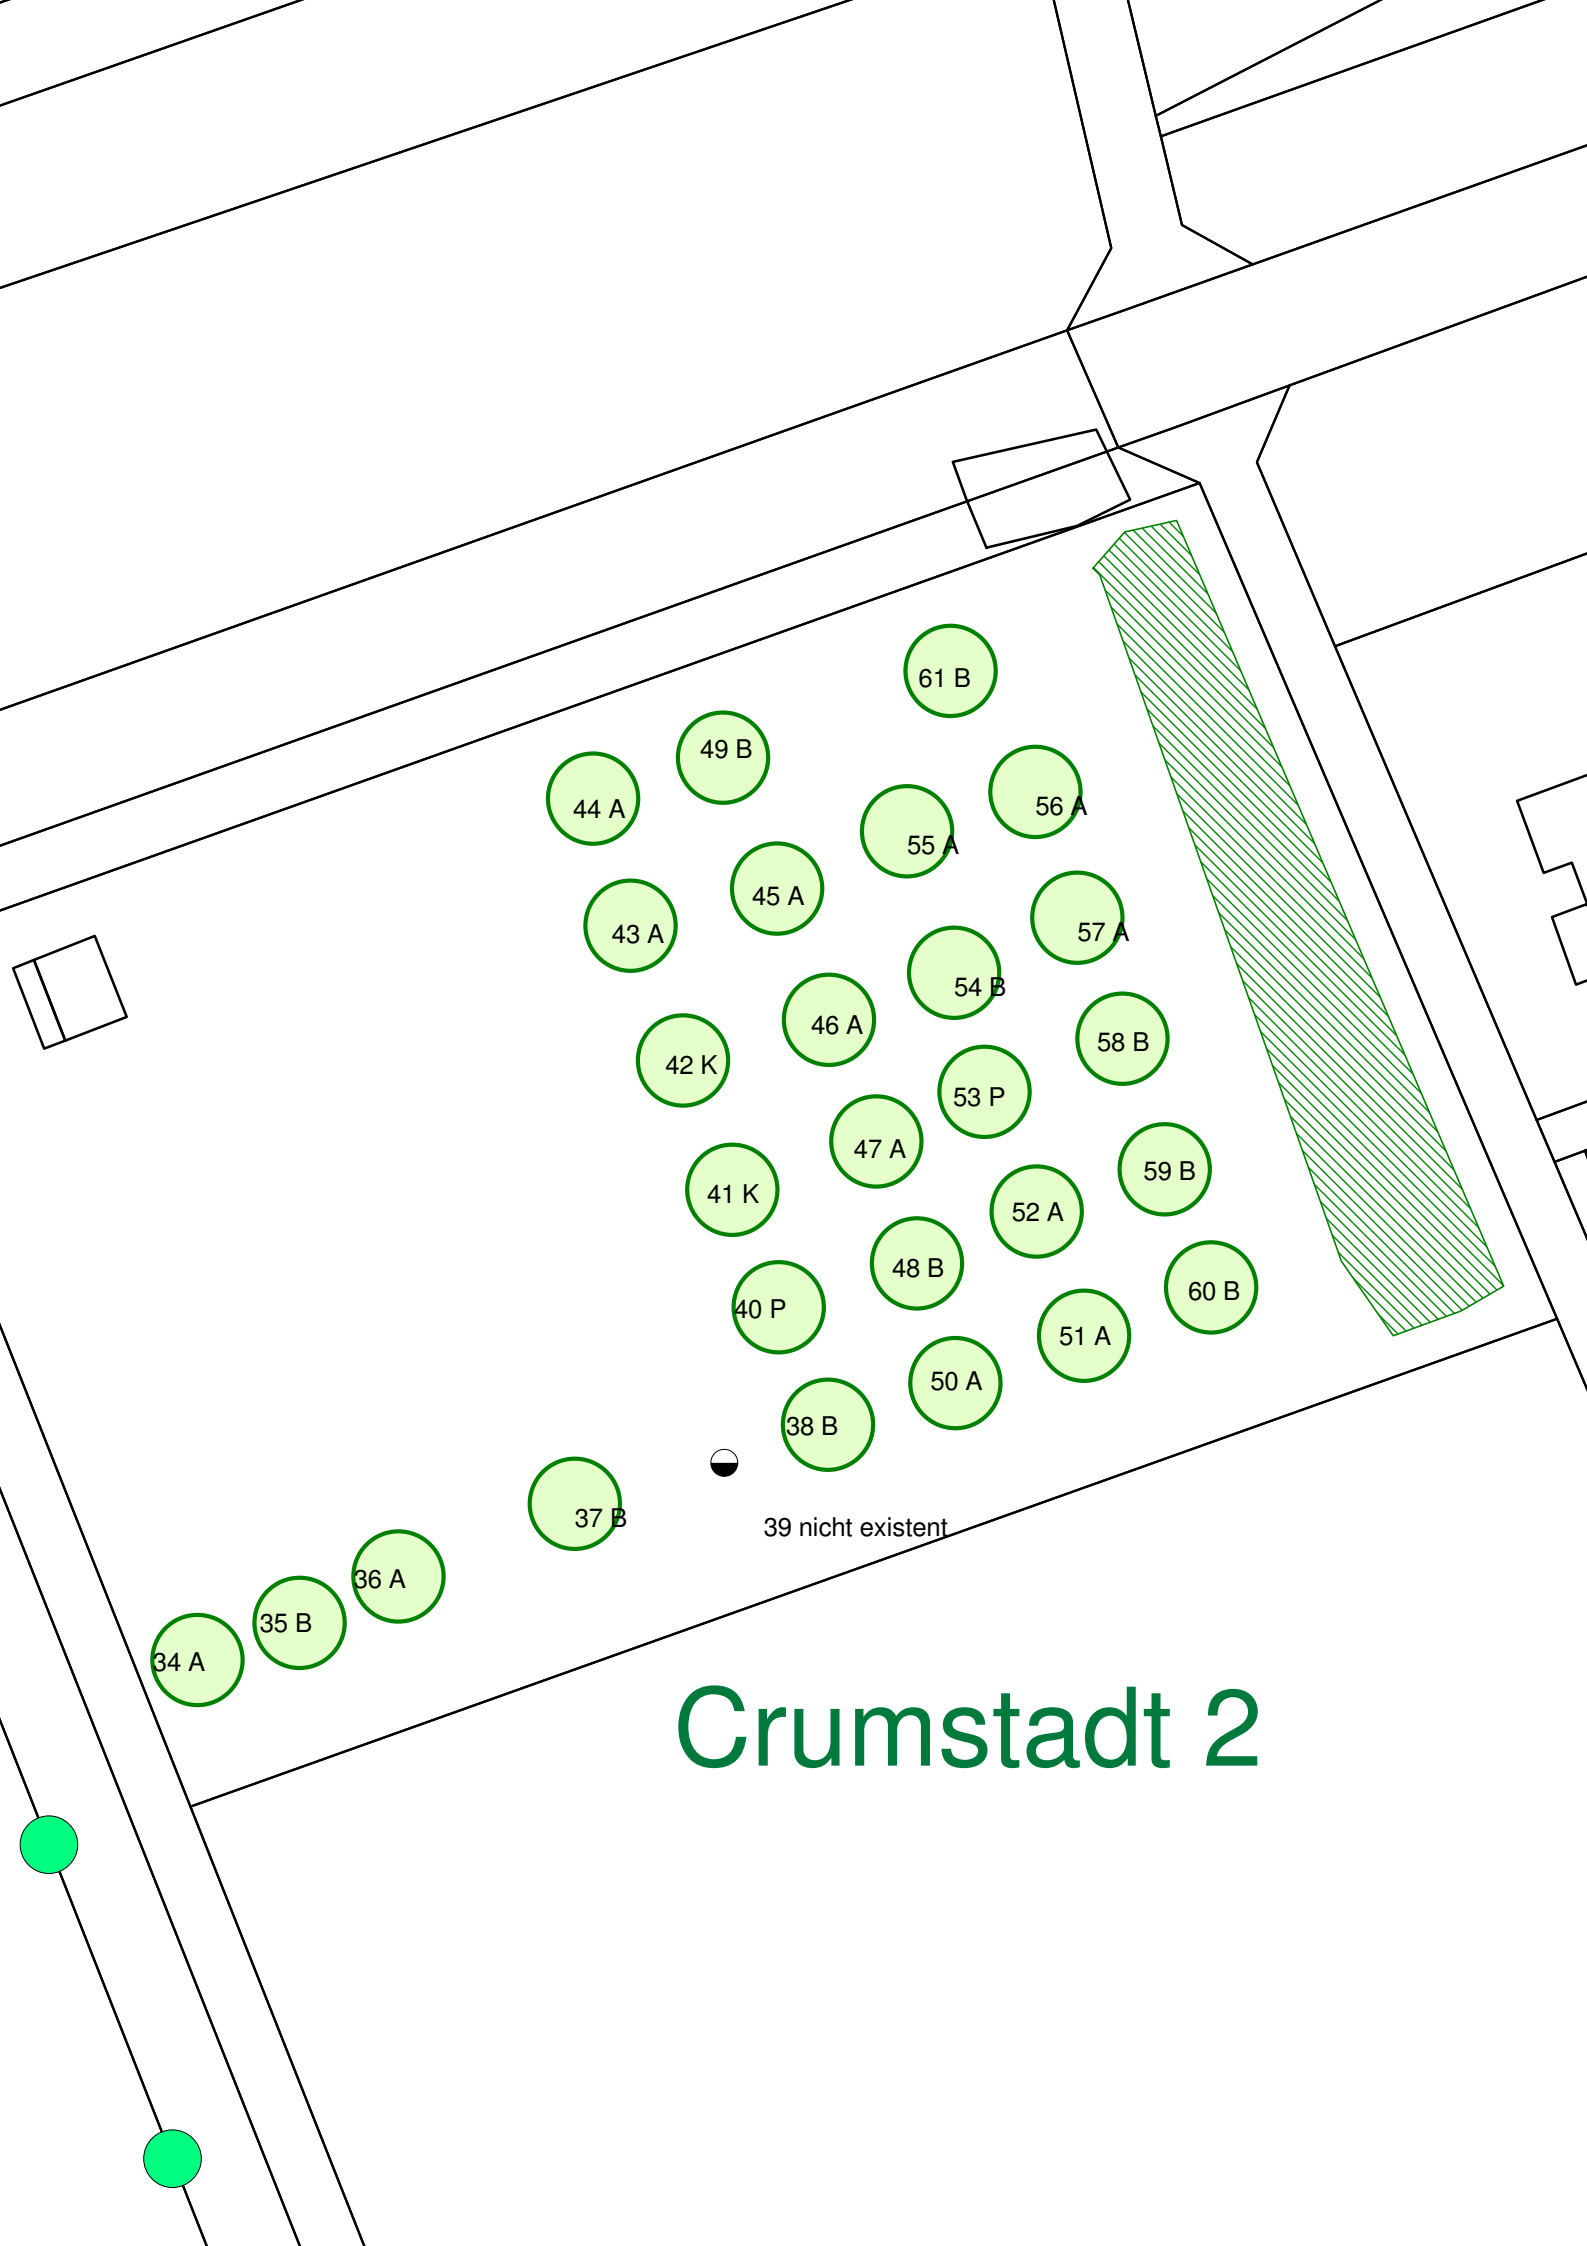 61 B
49 B
44 A
56 A
55 A
45 A
43 A
57 A
54 B
46 A
58 B
42 K
53 P
47 A
59 B
41 K
52 A
48 B
60 B
40 P
51 A
50 A
38 B
37 B
39 nicht existent
36 A
35 B
34 A
Crumstadt 2